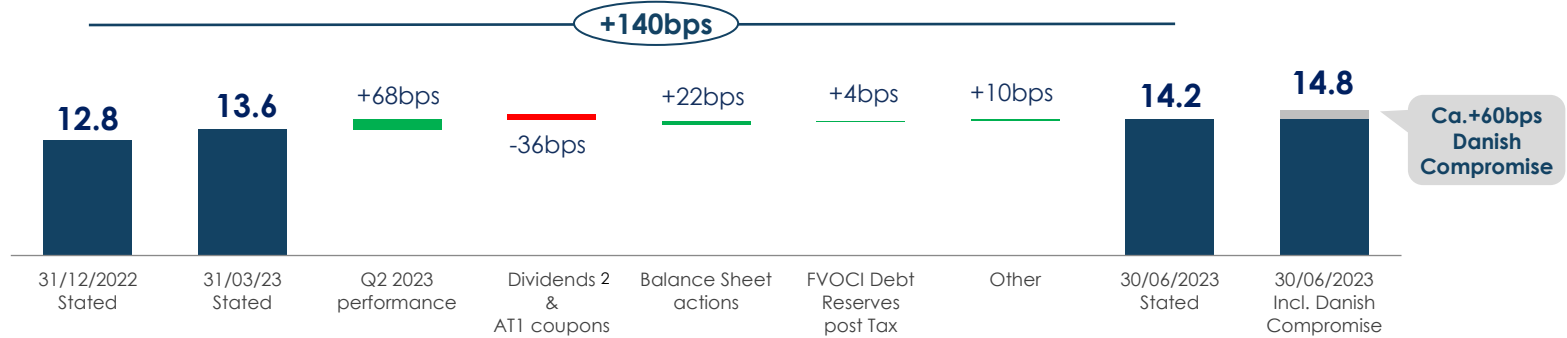 +140bps
12.8
13.6
+68bps
-36bps
+22bps
+4bps
+10bps
14.2
14.8
Ca.+60bps
Danish
Compromise
31/12/2022
Stated
31/03/23
Stated
Q2 2023
performance
Dividends 2
&
AT1 coupons
Balance Sheet
actions
FVOCI Debt
Reserves
post Tax
Other
30/06/2023
Stated
30/06/2023
Incl. Danish
Compromise